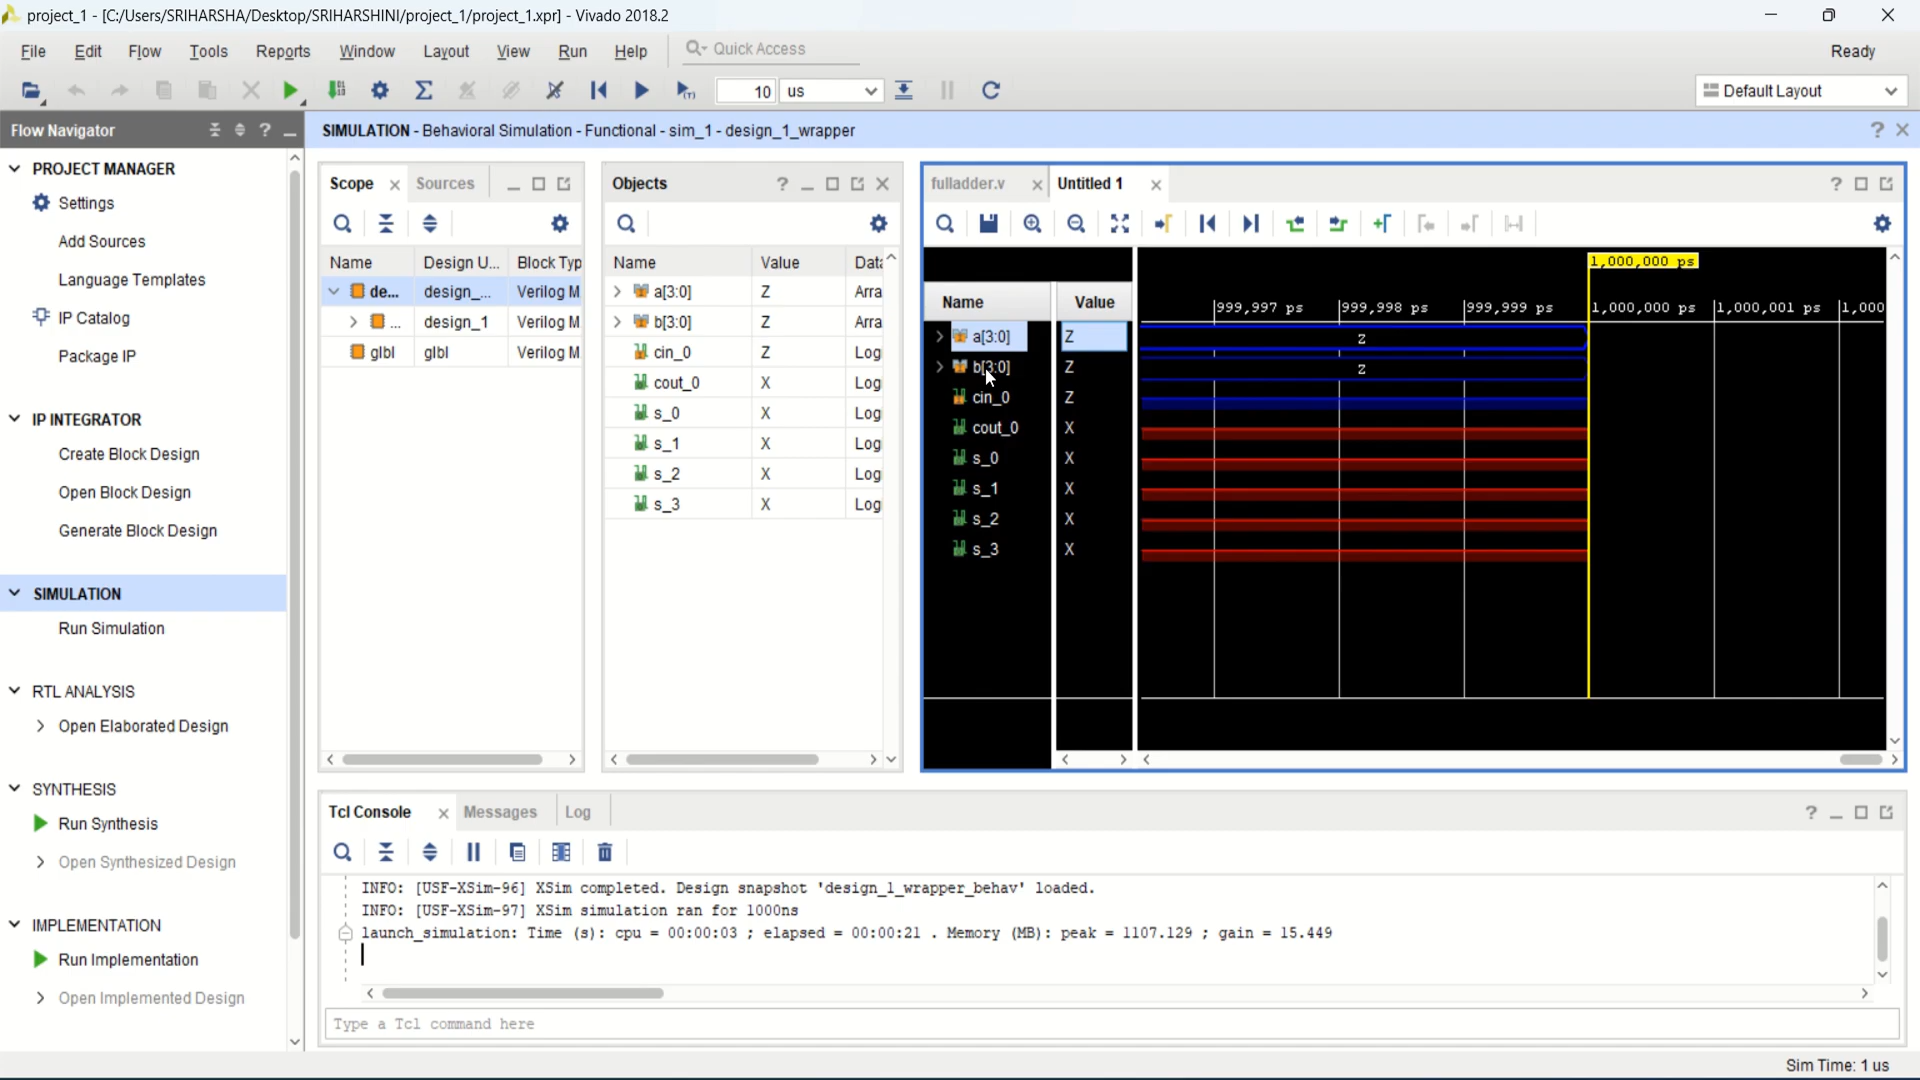 project_1 - [C:/Users/SRIHARSHA/Desktop/SRIHARSHINI/project_1/project_1.xpr] - Vivado 2018.2
File Edit Flow Tools Reports Window Layout View Run Help Quick Access Ready
10 us Default Layout
Flow Navigator
PROJECT MANAGER
Settings
Add Sources
Language Templates
IP Catalog
Package IP
IP INTEGRATOR
Create Block Design
Open Block Design
Generate Block Design
SIMULATION
Run Simulation
RTL ANALYSIS
Open Elaborated Design
SYNTHESIS
Run Synthesis
Open Synthesized Design
IMPLEMENTATION
Run Implementation
Open Implemented Design
SIMULATION - Behavioral Simulation - Functional - sim_1 - design_1_wrapper
Scope Sources
Name Design U... Block Typ
de... design_... Verilog M
... design_1 Verilog M
glbl glbl Verilog M
Objects
Name Value Data
a[3:0] Z Arra
b[3:0] Z Arra
cin_0 Z Log
cout_0 X Log
s_0 X Log
s_1 X Log
s_2 X Log
s_3 X Log
fulladder.v Untitled 1
1,000,000 ps
Name Value 999,997 ps 999,998 ps 999,999 ps 1,000,000 ps 1,000,001 ps 1,000
a[3:0] Z Z
b[3:0] Z Z
cin_0 Z
cout_0 X
s_0 X
s_1 X
s_2 X
s_3 X
Tcl Console Messages Log
INFO: [USF-XSim-96] XSim completed. Design snapshot 'design_1_wrapper_behav' loaded.
INFO: [USF-XSim-97] XSim simulation ran for 1000ns
launch_simulation: Time (s): cpu = 00:00:03 ; elapsed = 00:00:21 . Memory (MB): peak = 1107.129 ; gain = 15.449
Type a Tcl command here
Sim Time: 1 us